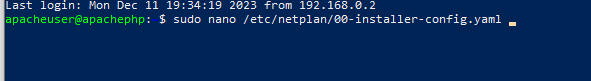 Last login: Mon Dec 11 19:34:19 2023 from 192.168.0.2
apacheuser@apachephp: $ sudo nano /etc/netplan/00-installer-config.yaml